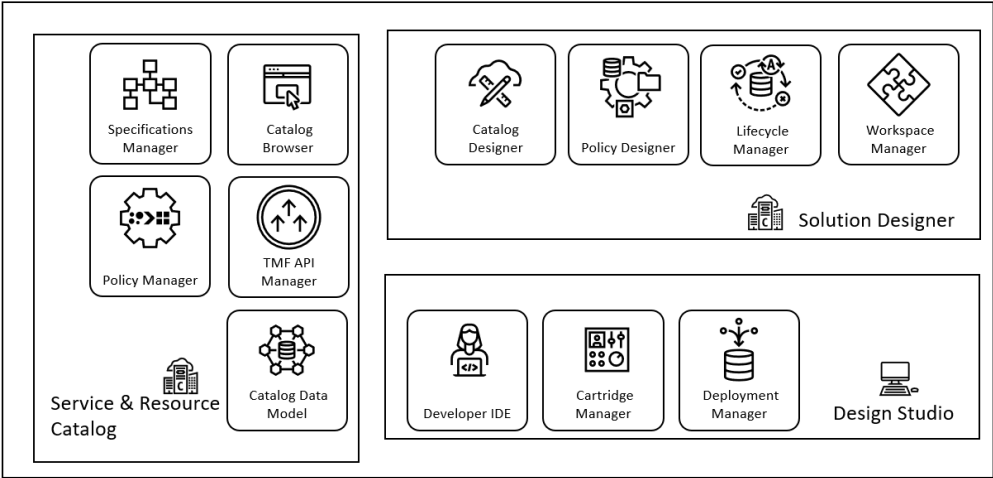 Specifications
Manager
Catalog
Browser
Policy Manager
TMF API
Manager
Catalog Data
Model
C
Service & Resource
Catalog
Catalog
Designer
Policy Designer
A
Lifecycle
Manager
Workspace
Manager
C
Solution Designer
</>
Developer IDE
Cartridge
Manager
Deployment
Manager
Design Studio